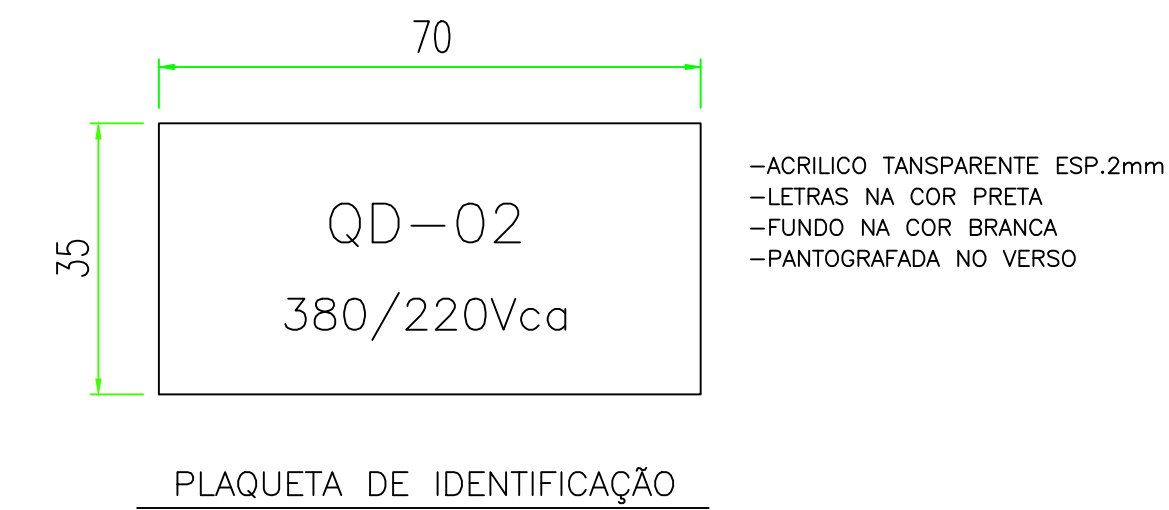 70
35
QD-02
380/220Vca
-ACRILICO TANSPARENTE ESP.2mm
-LETRAS NA COR PRETA
-FUNDO NA COR BRANCA
-PANTOGRAFADA NO VERSO
PLAQUETA DE IDENTIFICAÇÃO